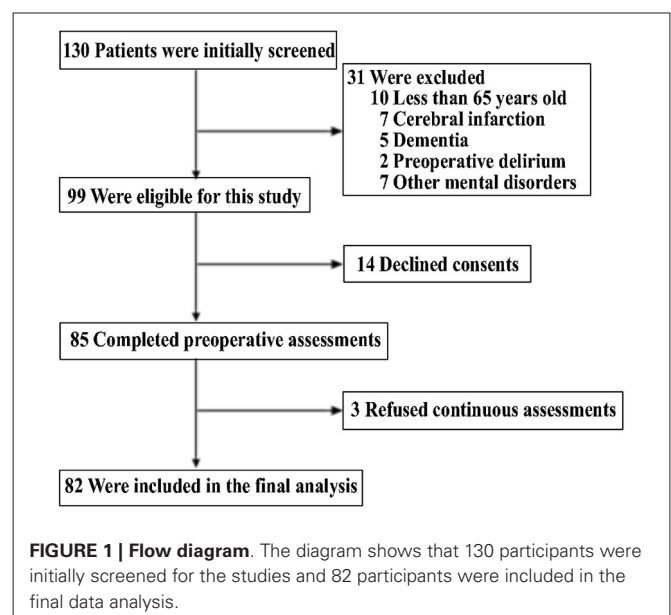 130 Patients were initially screened
31 Were excluded
10 Less than 65 years old
7 Cerebral infarction
5 Dementia
2 Preoperative delirium
7 Other mental disorders
99 Were eligible for this study
14 Declined consents
85 Completed preoperative assessments
3 Refused continuous assessments
82 Were included in the final analysis
FIGURE 1 | Flow diagram. The diagram shows that 130 participants were
initially screened for the studies and 82 participants were included in the
final data analysis.